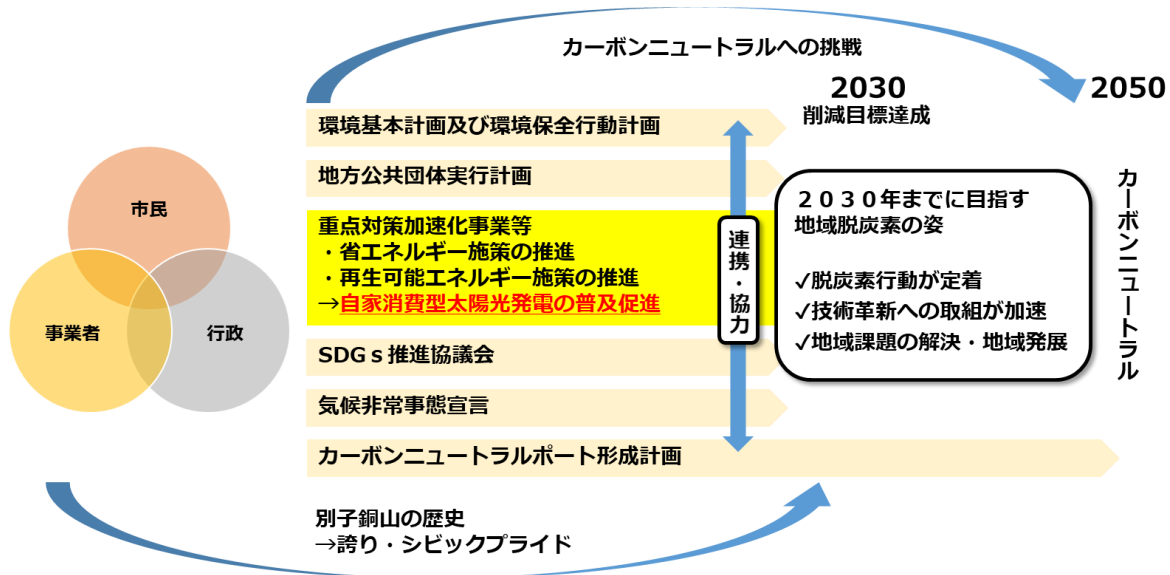 カーボンニュートラルへの挑戦
2030
削減目標達成
2050
カーボンニュートラル
市民
事業者
行政
環境基本計画及び環境保全行動計画
地方公共団体実行計画
重点対策加速化事業等
・省エネルギー施策の推進
・再生可能エネルギー施策の推進
→自家消費型太陽光発電の普及促進
SDGs推進協議会
気候非常事態宣言
カーボンニュートラルポート形成計画
連携・協力
２０３０年までに目指す
地域脱炭素の姿
✓脱炭素行動が定着
✓技術革新への取組が加速
✓地域課題の解決・地域発展
別子銅山の歴史
→誇り・シビックプライド